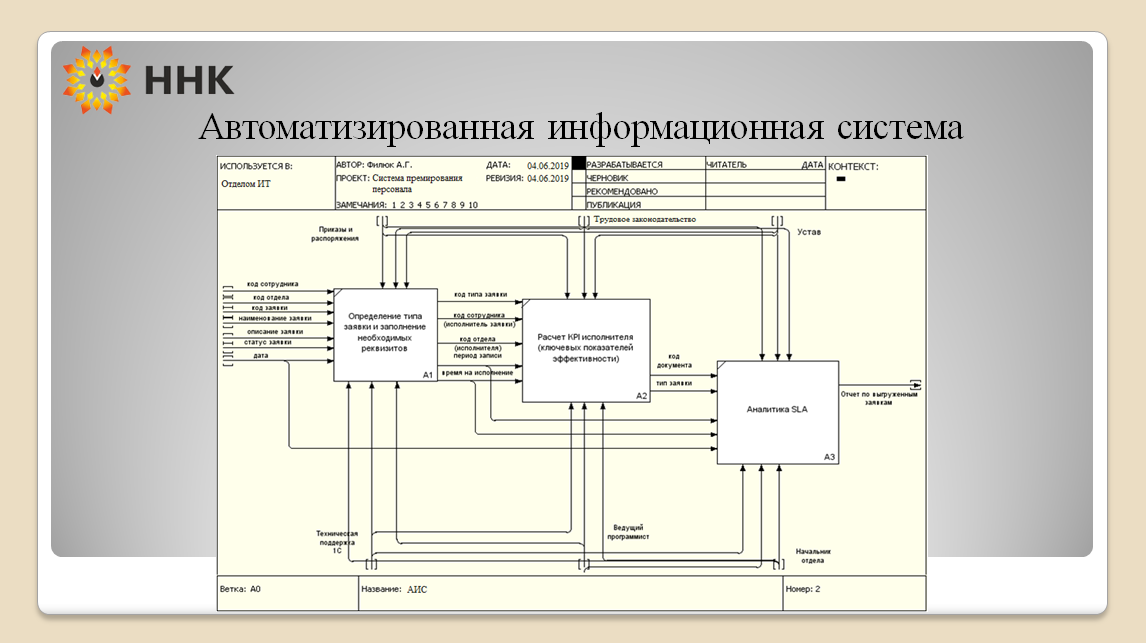 ННК
Автоматизированная информационная система
ИСПОЛЬЗУЕТСЯ В:
Отделом ИТ
АВТОР: Филюк А.Г.
ДАТА: 04.06.2019
ПРОЕКТ: Система премирования
персонала
РЕВИЗИЯ: 04.06.2019
ЗАМЕЧАНИЯ: 1 2 3 4 5 6 7 8 9 10
РАЗРАБАТЫВАЕТСЯ
ЧЕРНОВИК
РЕКОМЕНДОВАНО
ПУБЛИКАЦИЯ
ЧИТАТЕЛЬ
ДАТА
КОНТЕКСТ:
Приказы и
распоряжения
Трудовое законодательство
Устав
код сотрудника
код отдела
код заявки
наименование заявки
описание заявки
статус заявки
дата
Определение типа
заявки и заполнение
необходимых
реквизитов
A1
код типа заявки
код сотрудника
(исполнитель заявки)
код отдела
(исполнителя)
период записи
время на исполнение
Расчет KPI исполнителя
(ключевых показателей
эффективности)
A2
код
документа
тип заявки
Аналитика SLA
A3
Отчет по выгруженным
заявкам
Техническая
поддержка
1С
Ведущий
программист
Начальник
отдела
Ветка: A0
Название: АИС
Номер: 2